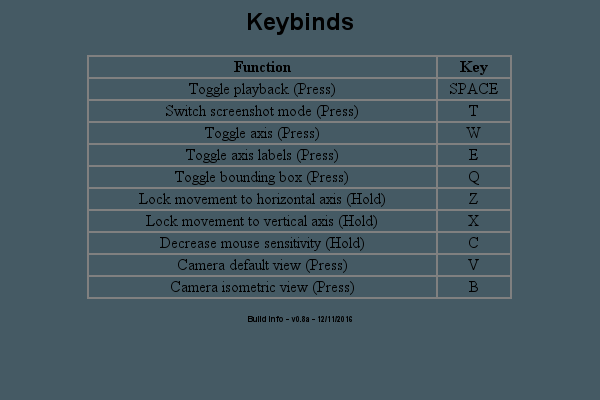 Keybinds
Function Key
Toggle playback (Press) SPACE
Switch screenshot mode (Press) T
Toggle axis (Press) W
Toggle axis labels (Press) E
Toggle bounding box (Press) Q
Lock movement to horizontal axis (Hold) Z
Lock movement to vertical axis (Hold) X
Decrease mouse sensitivity (Hold) C
Camera default view (Press) V
Camera isometric view (Press) B
Build Info - v0.8a - 12/11/2016